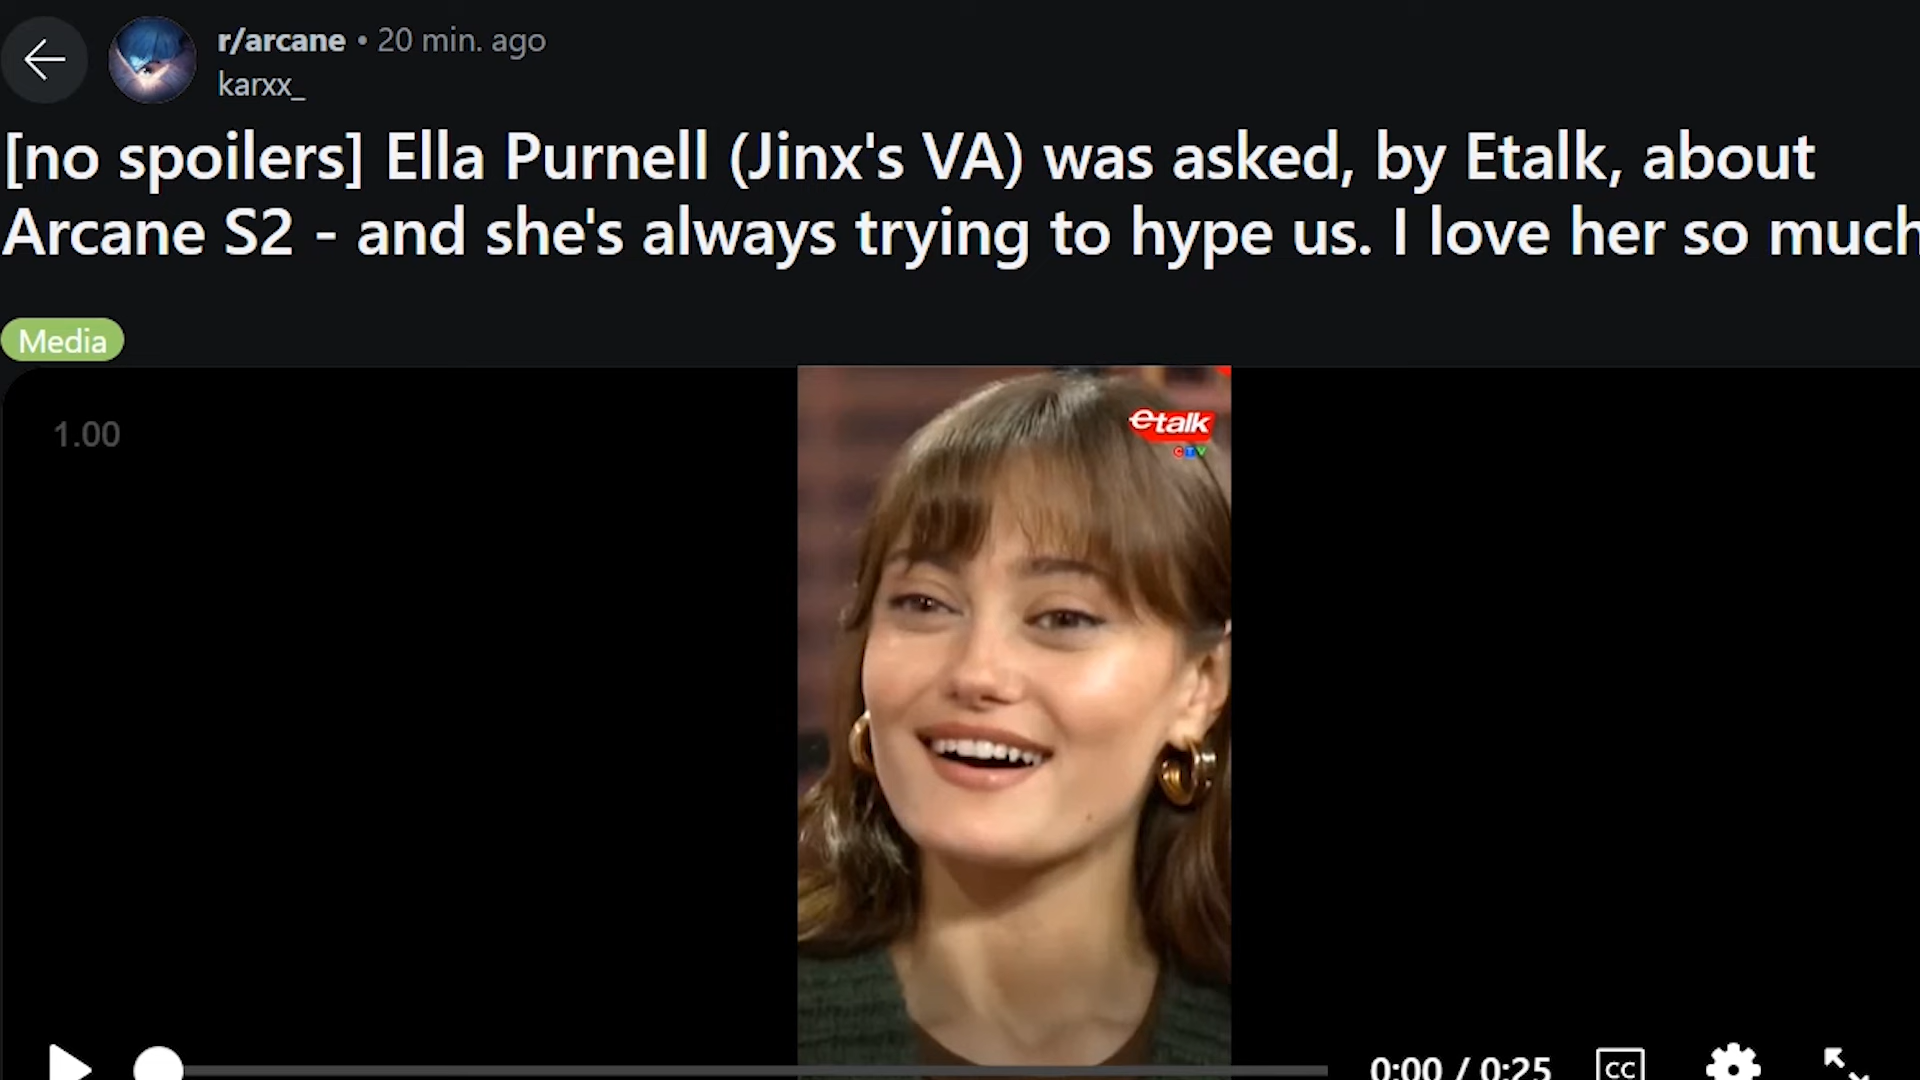 r/arcane • 20 min. ago
karxx_
[no spoilers] Ella Purnell (Jinx's VA) was asked, by Etalk, about
Arcane S2 - and she's always trying to hype us. I love her so much
Media
1.00
etalk
CTV
0:00 / 0:25
CC